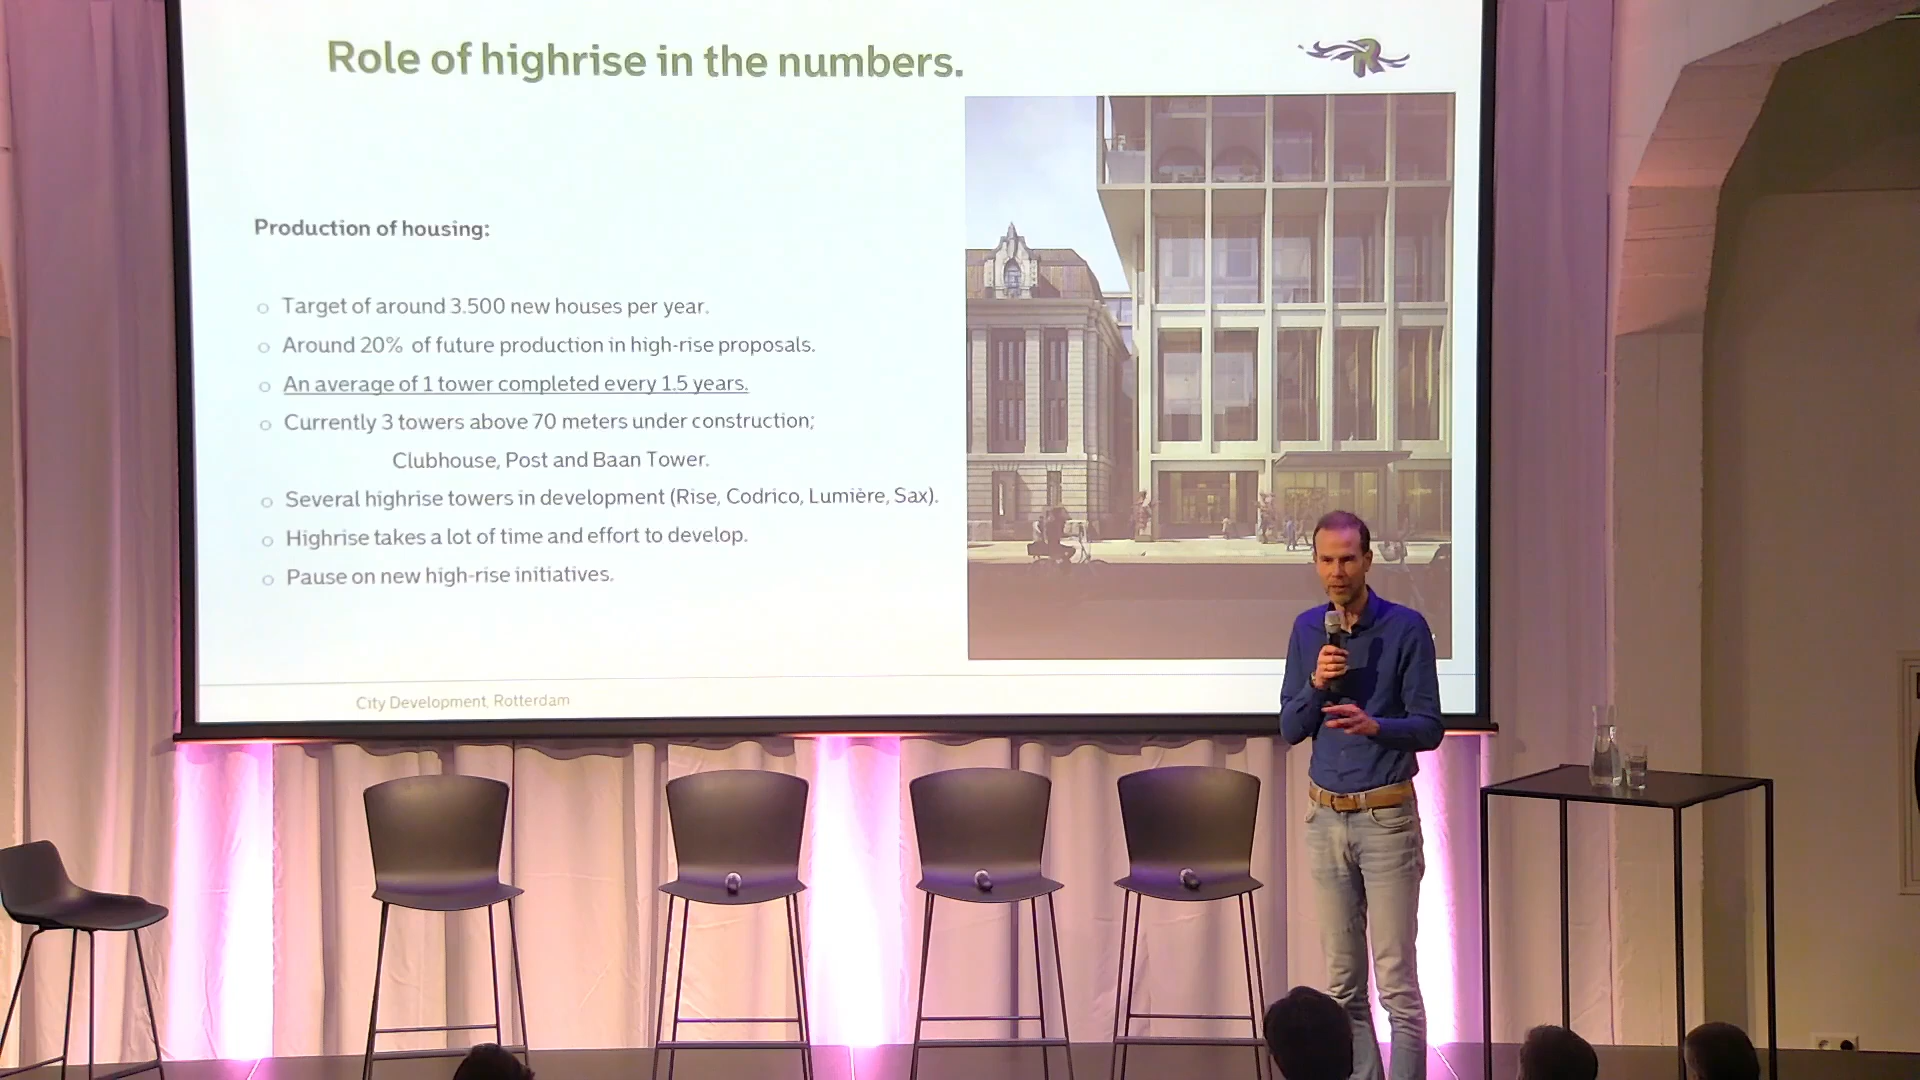 Role of highrise in the numbers.
Production of housing:
Target of around 3.500 new houses per year.
Around 20% of future production in high-rise proposals.
An average of 1 tower completed every 1.5 years.
Currently 3 towers above 70 meters under construction;
Clubhouse, Post and Baan Tower.
Several highrise towers in development (Rise, Codrico, Lumière, Sax).
Highrise takes a lot of time and effort to develop.
Pause on new high-rise initiatives.
City Development, Rotterdam